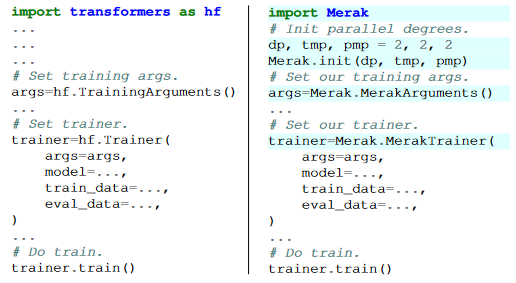 import transformers as hf
...
...
...
# Set training args.
args=hf.TrainingArguments()
...
# Set trainer.
trainer=hf.Trainer(
    args=args,
    model=...,
    train_data=...,
    eval_data=...,
)
...
# Do train.
trainer.train()
import Merak
# Init parallel degrees.
dp, tmp, pmp = 2, 2, 2
Merak.init(dp, tmp, pmp)
# Set our training args.
args=Merak.MerakArguments()
...
# Set our trainer.
trainer=Merak.MerakTrainer(
    args=args,
    model=...,
    train_data=...,
    eval_data=...,
)
...
# Do train.
trainer.train()